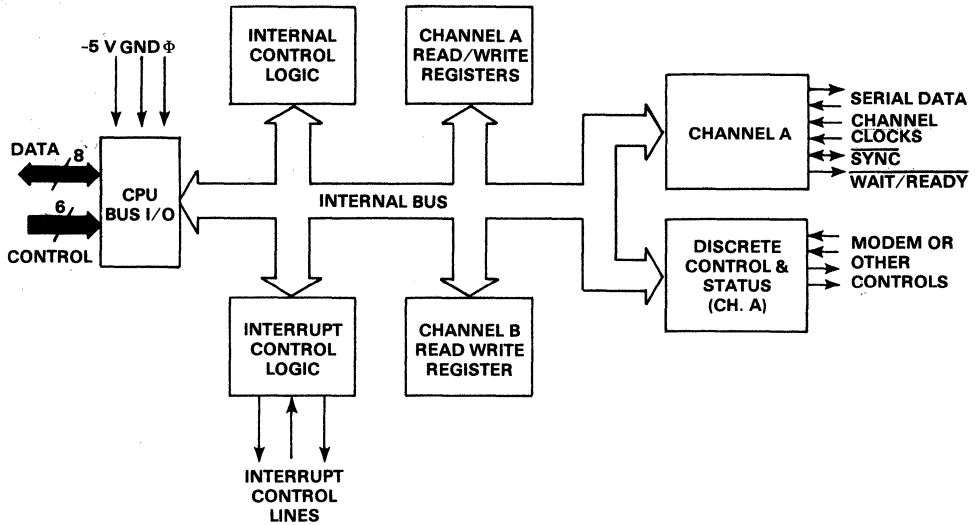 -5 V GND Φ
DATA
8
6
CONTROL
CPU
BUS I/O
INTERNAL
CONTROL
LOGIC
CHANNEL A
READ/WRITE
REGISTERS
INTERNAL BUS
INTERRUPT
CONTROL
LOGIC
CHANNEL B
READ WRITE
REGISTER
INTERRUPT
CONTROL
LINES
CHANNEL A
SERIAL DATA
CHANNEL
CLOCKS
SYNC
WAIT/READY
DISCRETE
CONTROL &
STATUS
(CH. A)
MODEM OR
OTHER
CONTROLS